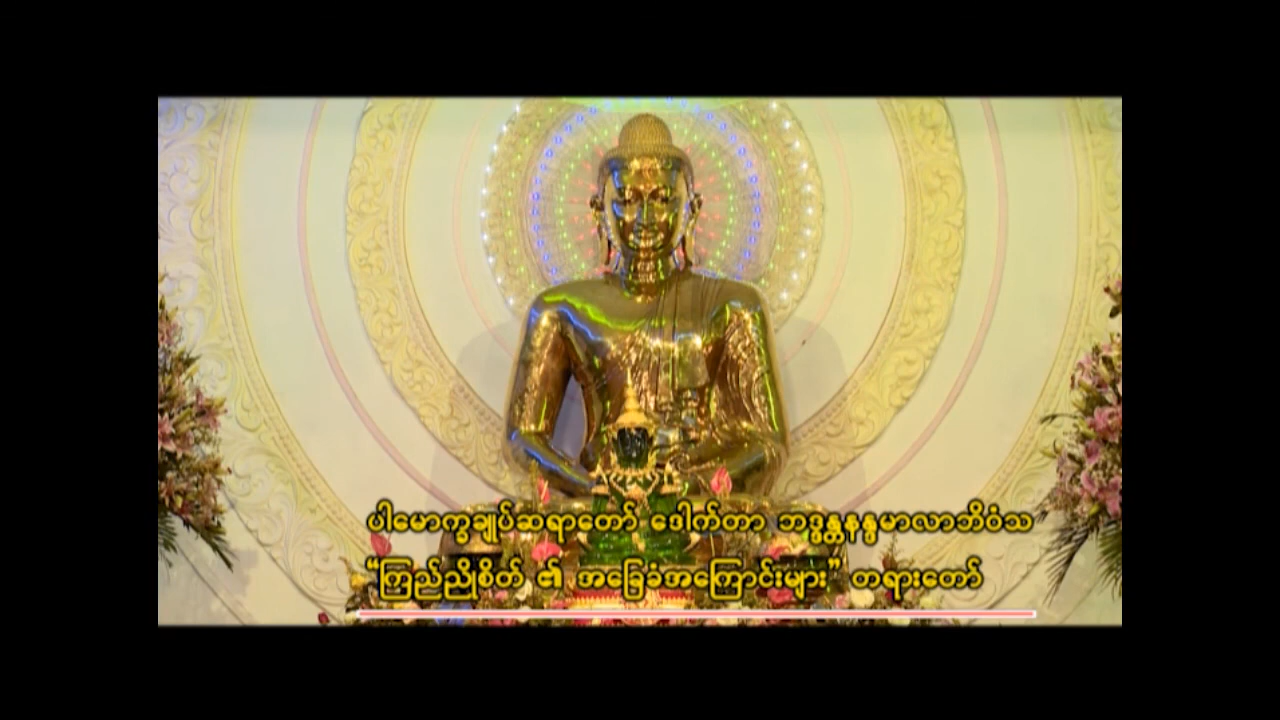 ပါမောက္ခချုပ်ဆရာတော် ဒေါက်တာ ဘဒ္ဒန္တနန္ဒမာလာဘိဝံသ
“ကြည်ညိုစိတ် ၏ အခြေခံအကြောင်းများ” တရားတော်